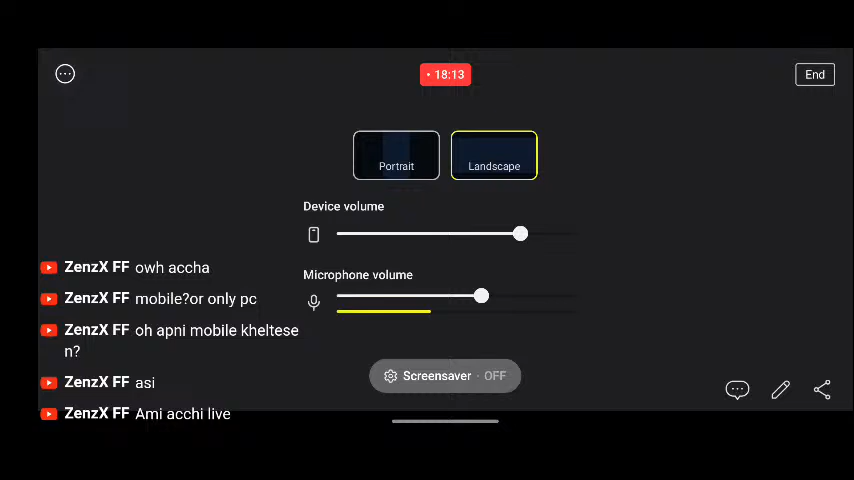 18:13
End
Portrait
Landscape
Device volume
Microphone volume
ZenzX FF owh accha
ZenzX FF mobile?or only pc
ZenzX FF oh apni mobile kheltese
n?
ZenzX FF asi
ZenzX FF Ami acchi live
Screensaver · OFF